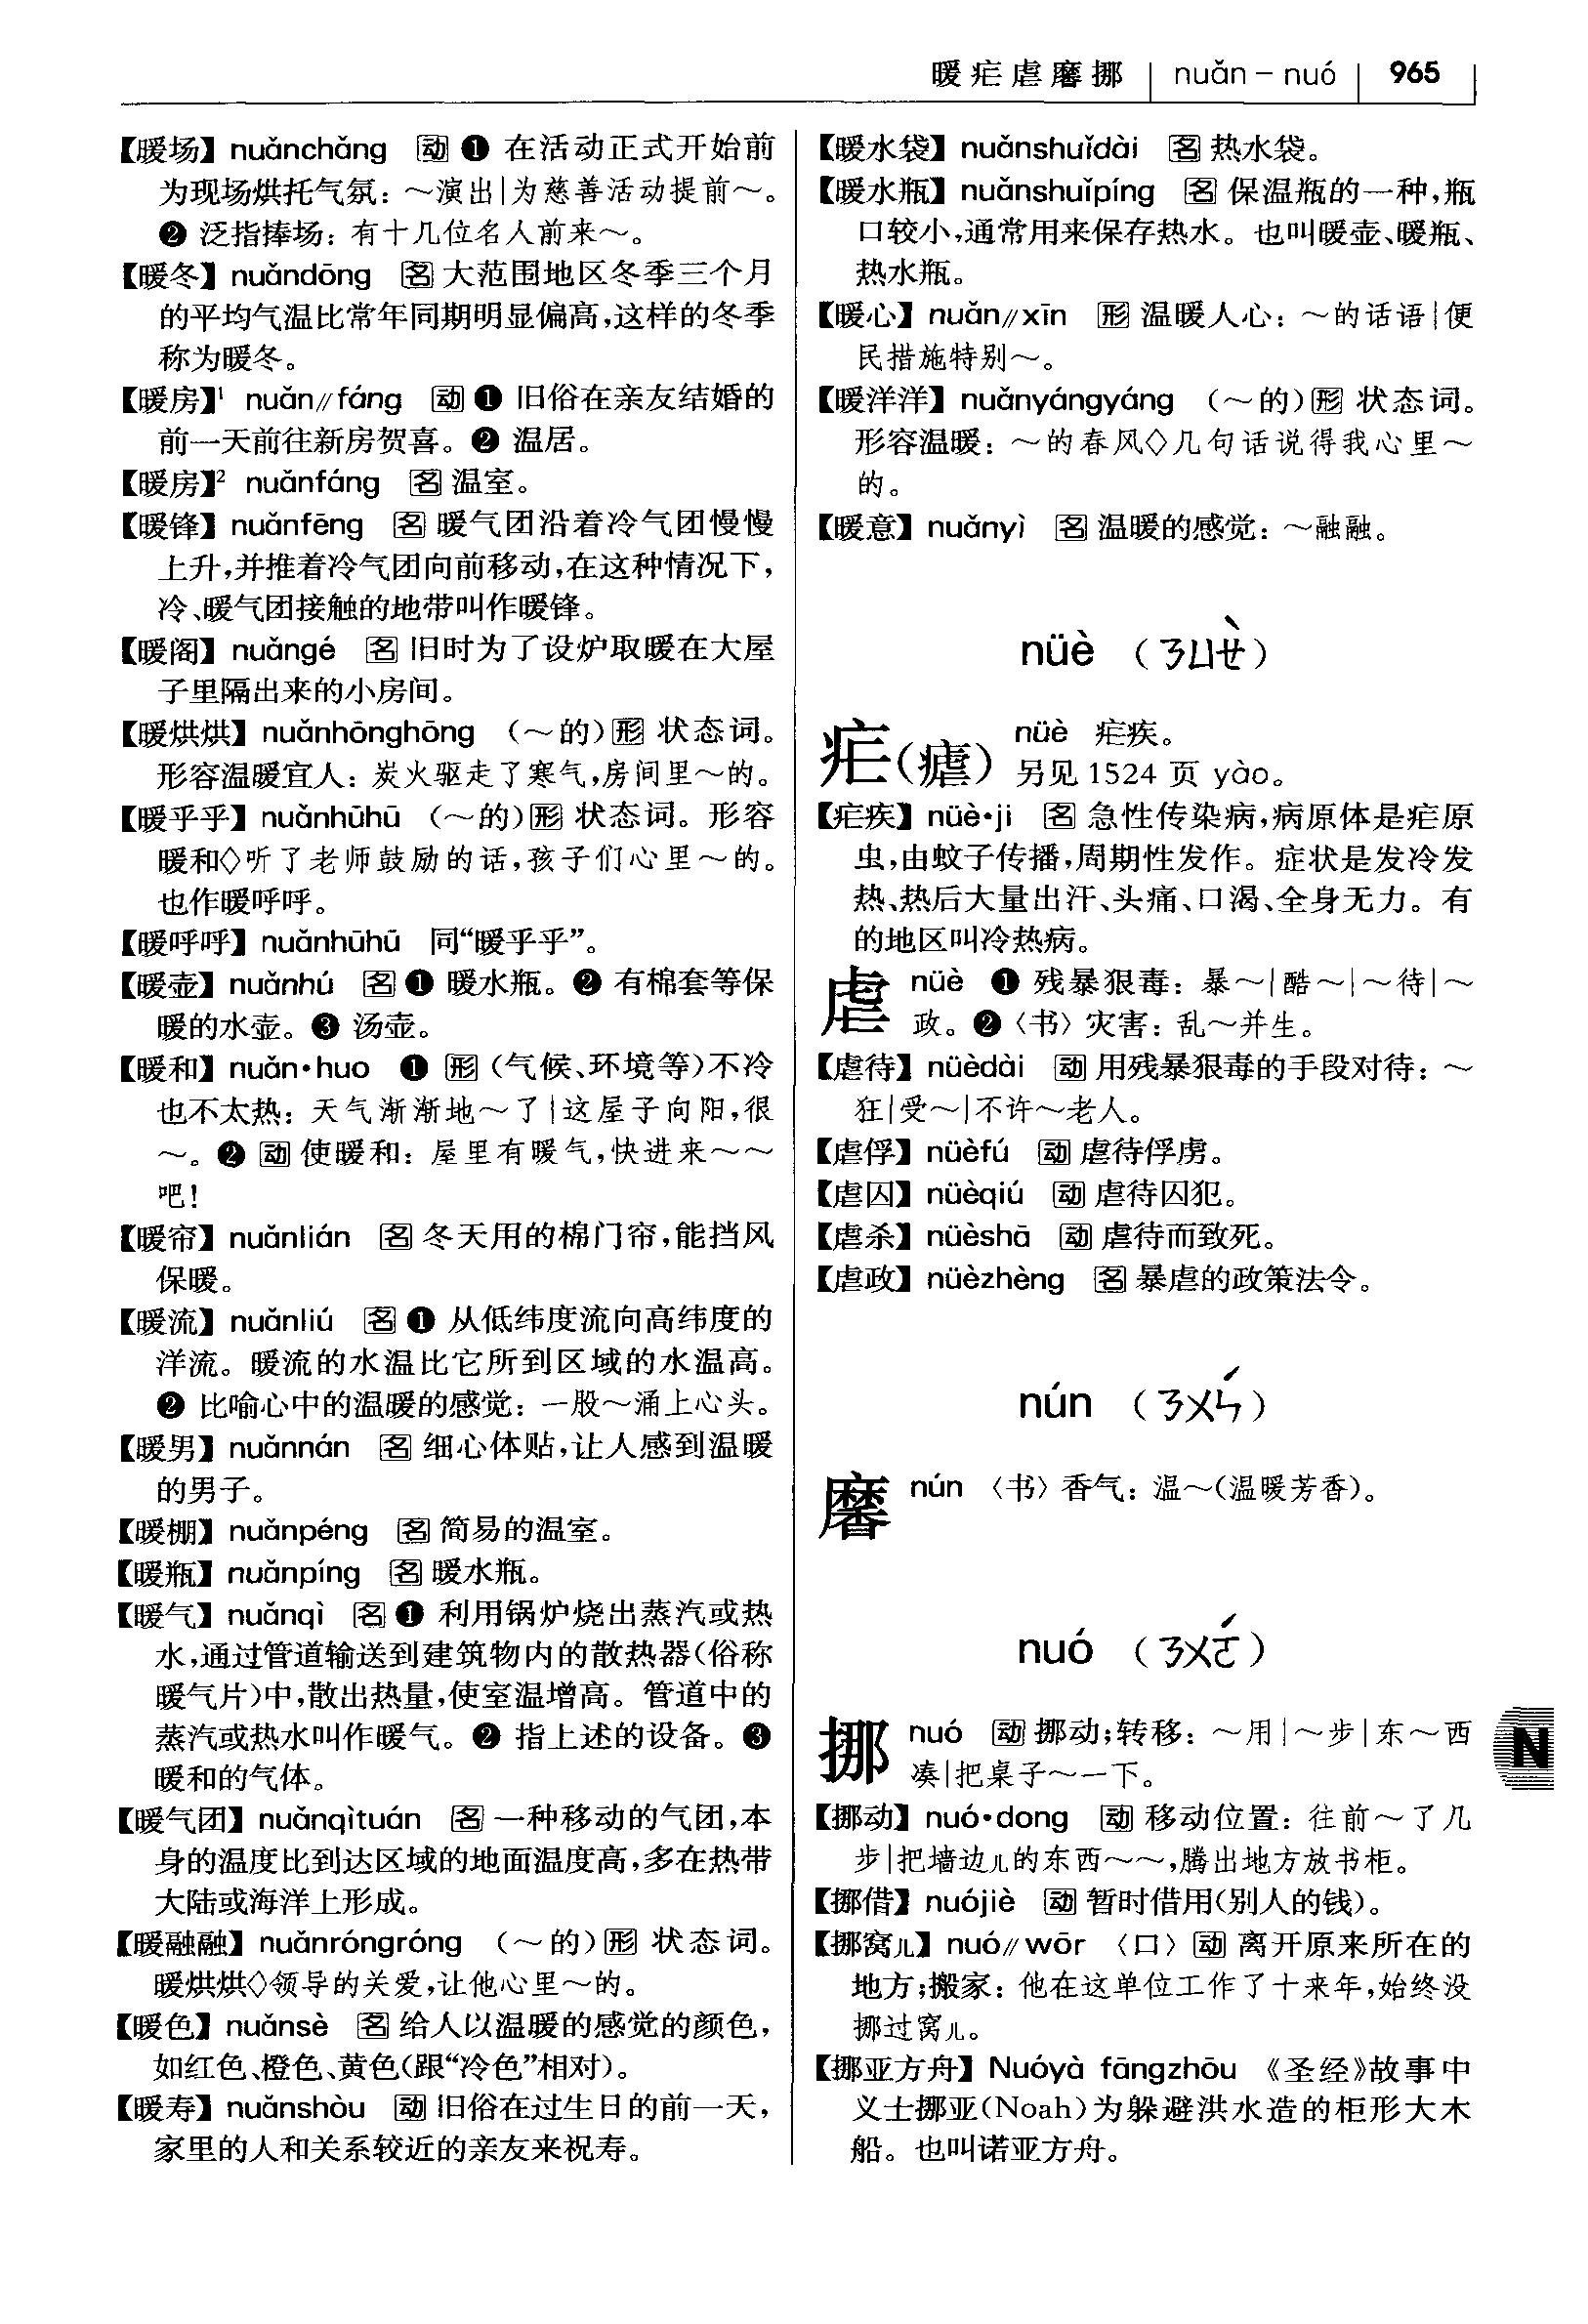 暖疟虐黁挪 | nuǎn – nuó | 965
【暖场】 nuǎnchǎng 动 ❶ 在活动正式开始前
为现场烘托气氛：～演出|为慈善活动提前～。
❷ 泛指捧场：有十几位名人前来～。
【暖冬】 nuǎndōng 名 大范围地区冬季三个月
的平均气温比常年同期明显偏高，这样的冬季
称为暖冬。
【暖房】¹ nuǎn//fáng 动 ❶ 旧俗在亲友结婚的
前一天前往新房贺喜。❷ 温居。
【暖房】² nuǎnfáng 名 温室。
【暖锋】 nuǎnfēng 名 暖气团沿着冷气团慢慢
上升，并推着冷气团向前移动，在这种情况下，
冷、暖气团接触的地带叫作暖锋。
【暖阁】 nuǎngé 名 旧时为了设炉取暖在大屋
子里隔出来的小房间。
【暖烘烘】 nuǎnhōnghōng （～的）形 状态词。
形容温暖宜人：炭火驱走了寒气，房间里～的。
【暖乎乎】 nuǎnhūhū （～的）形 状态词。形容
暖和◇听了老师鼓励的话，孩子们心里～的。
也作暖呼呼。
【暖呼呼】 nuǎnhūhū 同“暖乎乎”。
【暖壶】 nuǎnhú 名 ❶ 暖水瓶。❷ 有棉套等保
暖的水壶。❸ 汤壶。
【暖和】 nuǎn·huo ❶ 形（气候、环境等）不冷
也不太热：天气渐渐地～了|这屋子向阳，很
～。❷ 动 使暖和：屋里有暖气，快进来～～
吧！
【暖帘】 nuǎnlián 名 冬天用的棉门帘，能挡风
保暖。
【暖流】 nuǎnliú 名 ❶ 从低纬度流向高纬度的
洋流。暖流的水温比它所到区域的水温高。
❷ 比喻心中的温暖的感觉：一股～涌上心头。
【暖男】 nuǎnnán 名 细心体贴，让人感到温暖
的男子。
【暖棚】 nuǎnpéng 名 简易的温室。
【暖瓶】 nuǎnpíng 名 暖水瓶。
【暖气】 nuǎnqì 名 ❶ 利用锅炉烧出蒸汽或热
水，通过管道输送到建筑物内的散热器（俗称
暖气片）中，散出热量，使室温增高。管道中的
蒸汽或热水叫作暖气。❷ 指上述的设备。❸
暖和的气体。
【暖气团】 nuǎnqìtuán 名 一种移动的气团，本
身的温度比到达区域的地面温度高，多在热带
大陆或海洋上形成。
【暖融融】 nuǎnróngróng （～的）形 状态词。
暖烘烘◇领导的关爱，让他心里～的。
【暖色】 nuǎnsè 名 给人以温暖的感觉的颜色，
如红色、橙色、黄色（跟“冷色”相对）。
【暖寿】 nuǎnshòu 动 旧俗在过生日的前一天，
家里的人和关系较近的亲友来祝寿。
【暖水袋】 nuǎnshuǐdài 名 热水袋。
【暖水瓶】 nuǎnshuǐpíng 名 保温瓶的一种，瓶
口较小，通常用来保存热水。也叫暖壶、暖瓶、
热水瓶。
【暖心】 nuǎn//xīn 形 温暖人心：～的话语|便
民措施特别～。
【暖洋洋】 nuǎnyángyáng （～的）形 状态词。
形容温暖：～的春风◇几句话说得我心里～
的。
【暖意】 nuǎnyì 名 温暖的感觉：～融融。
nüè （ㄋㄩㄝˋ）
疟（瘧） nüè 疟疾。
另见 1524 页 yào。
【疟疾】 nüè·ji 名 急性传染病，病原体是疟原
虫，由蚊子传播，周期性发作。症状是发冷发
热、热后大量出汗、头痛、口渴、全身无力。有
的地区叫冷热病。
虐 nüè ❶ 残暴狠毒：暴～|酷～|～待|～
政。❷〈书〉灾害：乱～并生。
【虐待】 nüèdài 动 用残暴狠毒的手段对待：～
狂|受～|不许～老人。
【虐俘】 nüèfú 动 虐待俘虏。
【虐囚】 nüèqiú 动 虐待囚犯。
【虐杀】 nüèshā 动 虐待而致死。
【虐政】 nüèzhèng 名 暴虐的政策法令。
nún （ㄋㄨㄣˊ）
黁 nún 〈书〉香气：温～（温暖芳香）。
nuó （ㄋㄨㄛˊ）
挪 nuó 动 挪动；转移：～用|～步|东～西
凑|把桌子～一下。
【挪动】 nuó·dong 动 移动位置：往前～了几
步|把墙边儿的东西～～，腾出地方放书柜。
【挪借】 nuójiè 动 暂时借用（别人的钱）。
【挪窝儿】 nuó//wōr 〈口〉动 离开原来所在的
地方；搬家：他在这单位工作了十来年，始终没
挪过窝儿。
【挪亚方舟】 Nuóyà fāngzhōu 《圣经》故事中
义士挪亚（Noah）为躲避洪水造的柜形大木
船。也叫诺亚方舟。
N